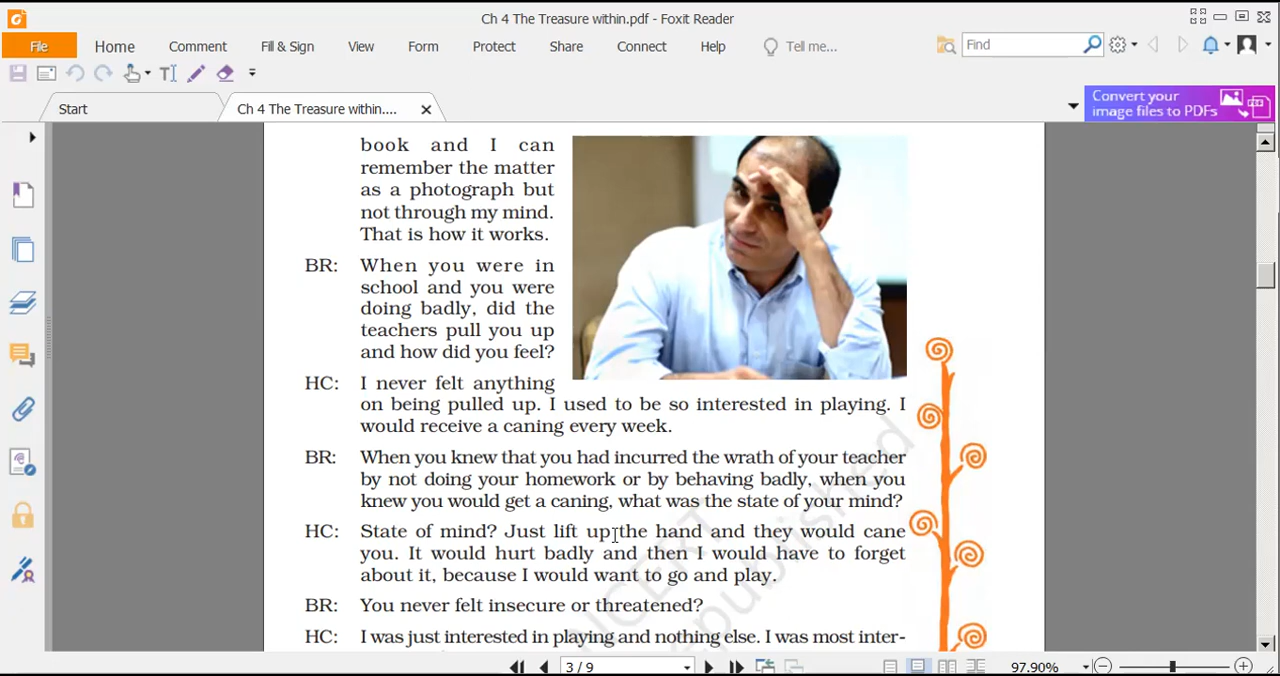 Ch 4 The Treasure within.pdf - Foxit Reader
File Home Comment Fill & Sign View Form Protect Share Connect Help Tell me... Find
Start Ch 4 The Treasure within....
Convert your
image files to PDFs
book and I can
remember the matter
as a photograph but
not through my mind.
That is how it works.
BR: When you were in
school and you were
doing badly, did the
teachers pull you up
and how did you feel?
HC: I never felt anything
on being pulled up. I used to be so interested in playing. I
would receive a caning every week.
BR: When you knew that you had incurred the wrath of your teacher
by not doing your homework or by behaving badly, when you
knew you would get a caning, what was the state of your mind?
HC: State of mind? Just lift up the hand and they would cane
you. It would hurt badly and then I would have to forget
about it, because I would want to go and play.
BR: You never felt insecure or threatened?
HC: I was just interested in playing and nothing else. I was most inter-
NCERT
republished
3 / 9
97.90%